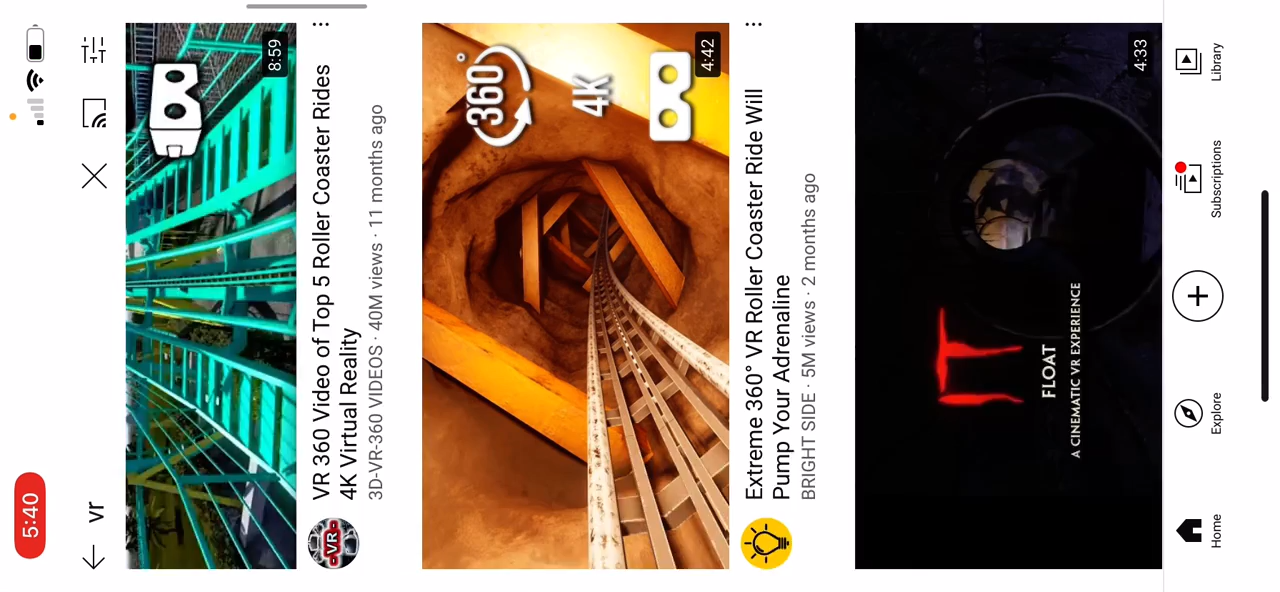 5:40
vr
8:59
VR 360 Video of Top 5 Roller Coaster Rides
4K Virtual Reality
3D-VR-360 VIDEOS · 40M views · 11 months ago
VR
360°
4K
4:42
Extreme 360° VR Roller Coaster Ride Will
Pump Your Adrenaline
BRIGHT SIDE · 5M views · 2 months ago
IT
FLOAT
A CINEMATIC VR EXPERIENCE
4:33
Home
Explore
Subscriptions
Library